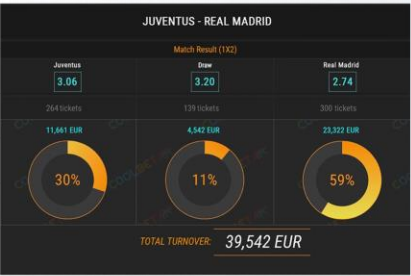 JUVENTUS - REAL MADRID
Match Result (1X2)
Juventus Draw Real Madrid
3.06 3.20 2.74
264 tickets 139 tickets 300 tickets
11,661 EUR 4,542 EUR 23,322 EUR
30% 11% 59%
TOTAL TURNOVER: 39,542 EUR